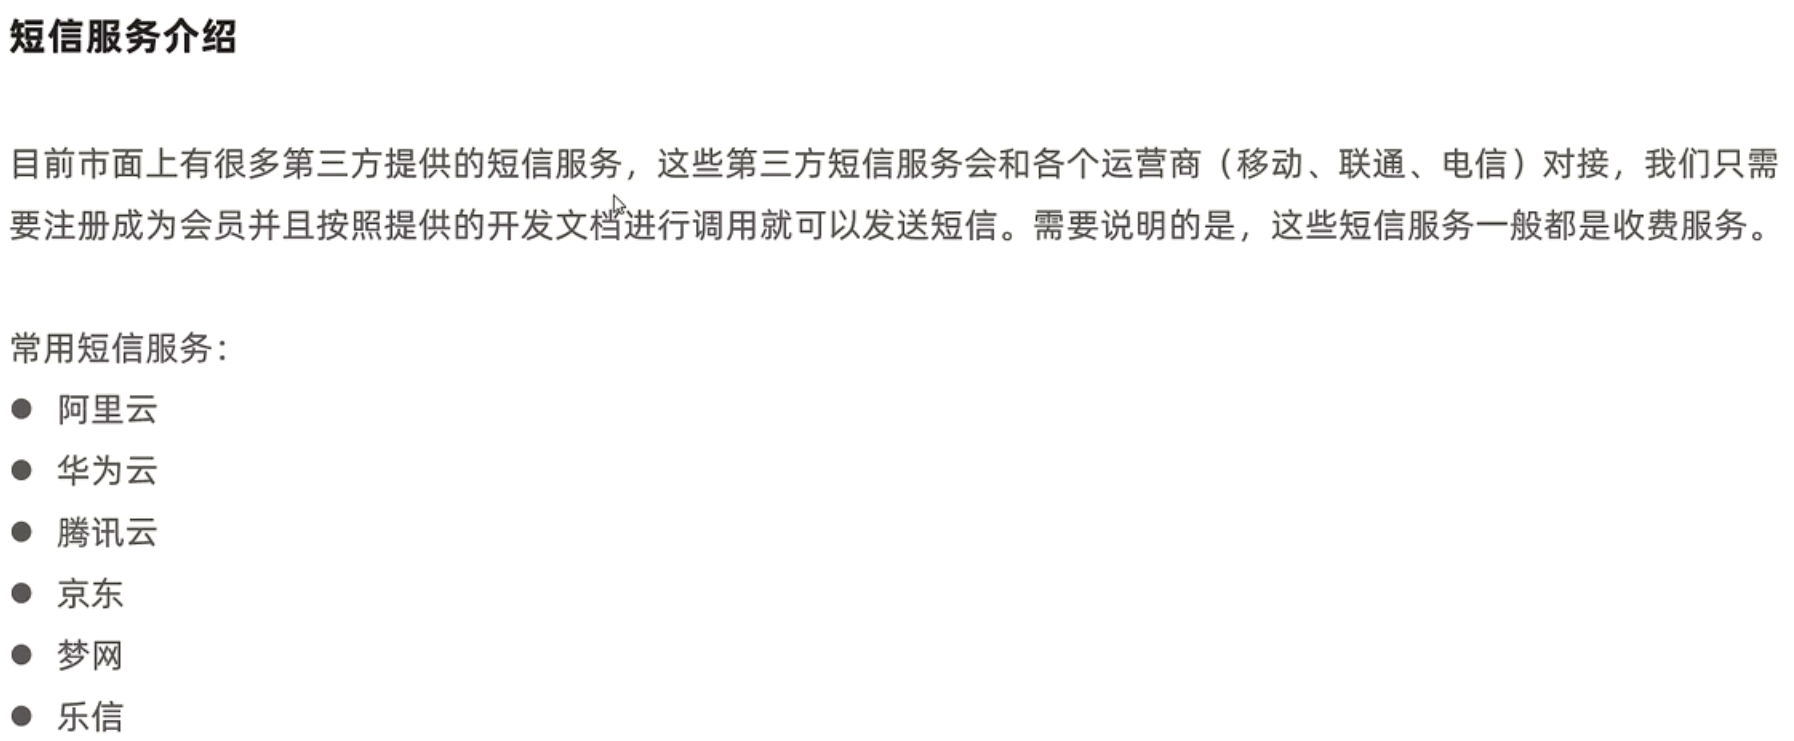 短信服务介绍
目前市面上有很多第三方提供的短信服务，这些第三方短信服务会和各个运营商（移动、联通、电信）对接，我们只需
要注册成为会员并且按照提供的开发文档进行调用就可以发送短信。需要说明的是，这些短信服务一般都是收费服务。
常用短信服务：
● 阿里云
● 华为云
● 腾讯云
● 京东
● 梦网
● 乐信